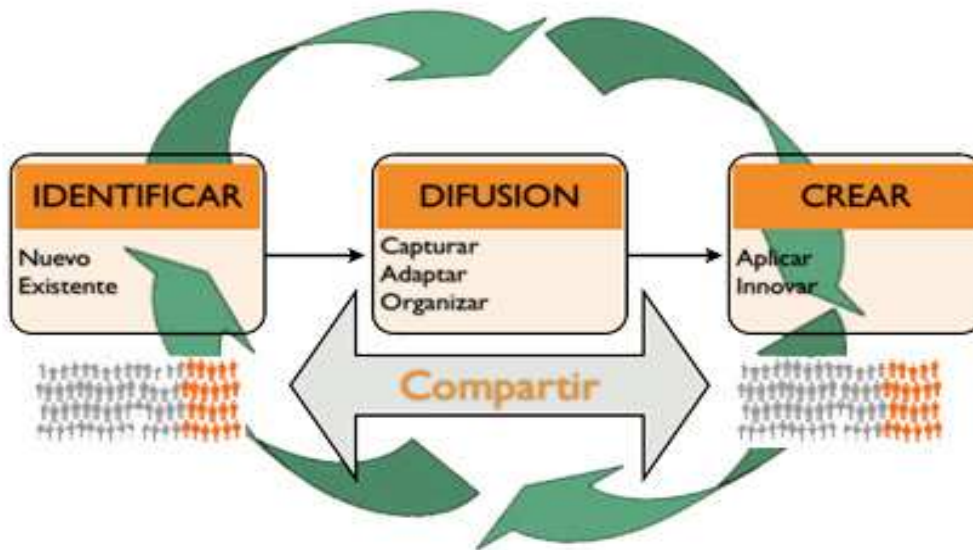 IDENTIFICAR
Nuevo
Existente
DIFUSION
Capturar
Adaptar
Organizar
CREAR
Aplicar
Innovar
Compartir